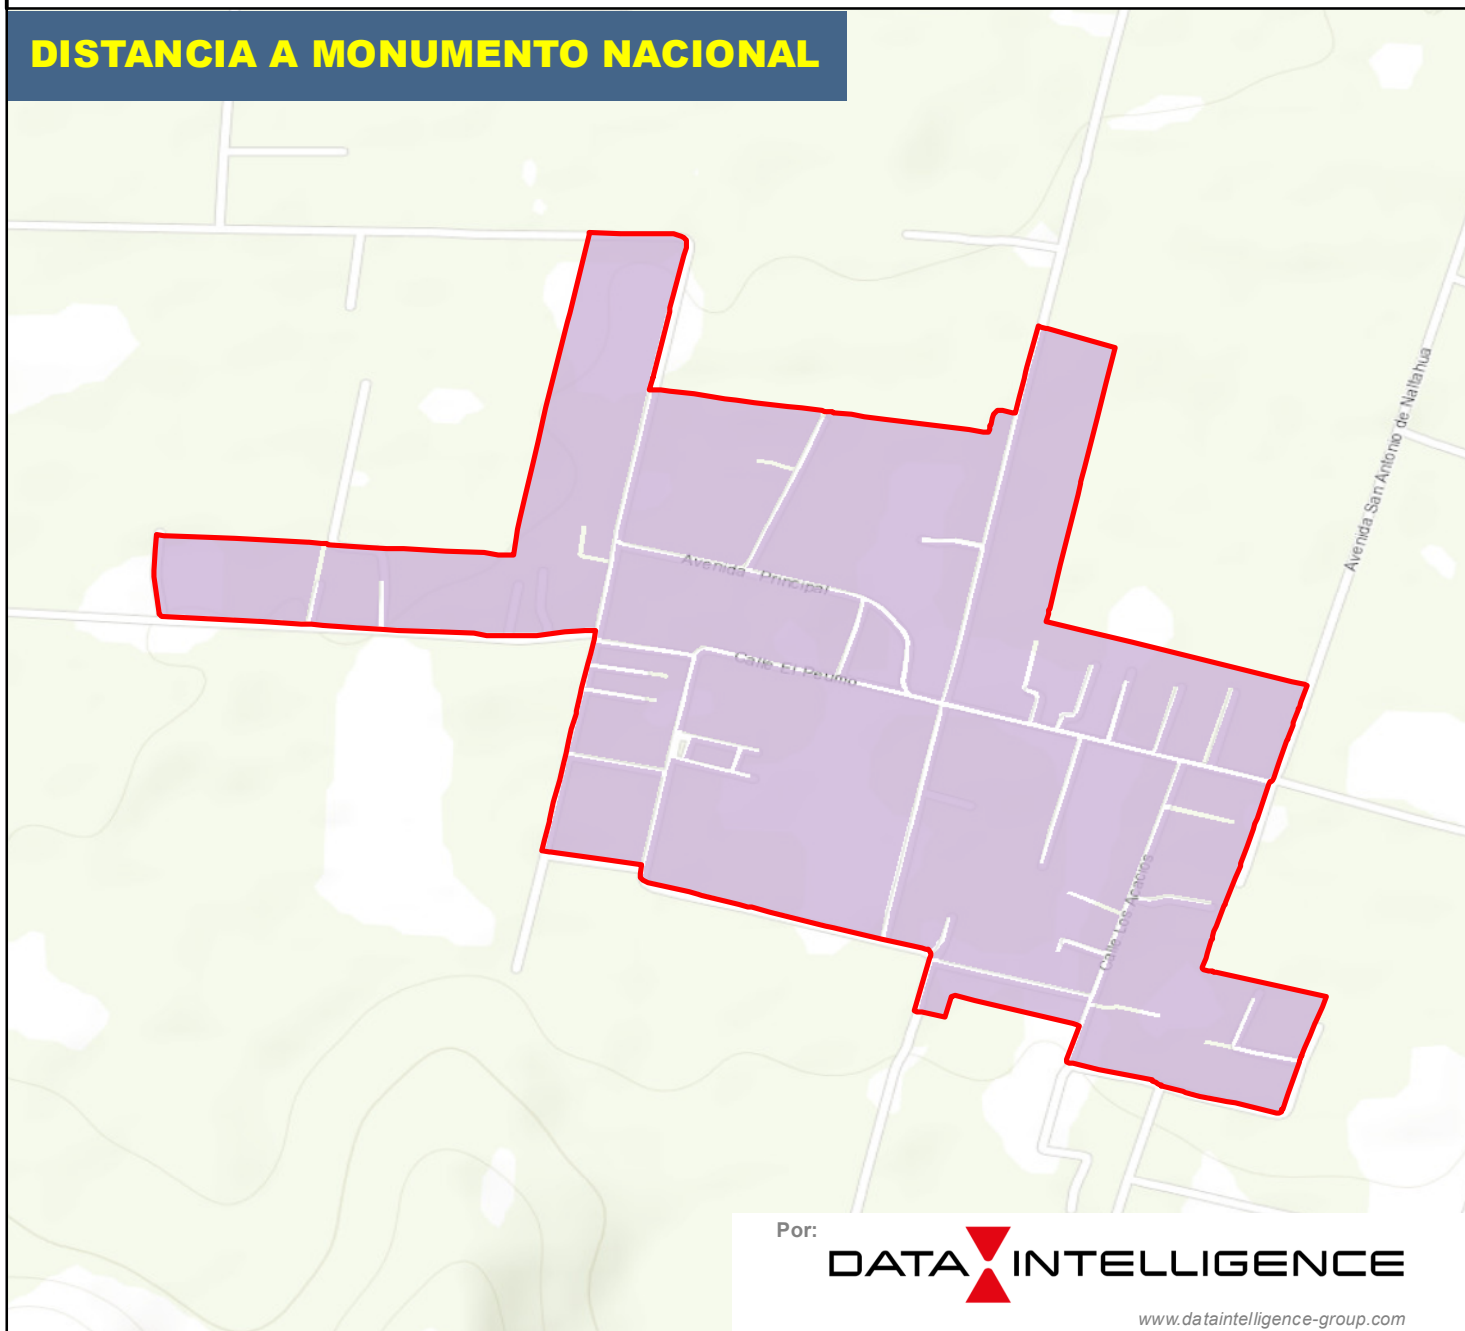 DISTANCIA A MONUMENTO NACIONAL
Avenida San Antonio de Naltahua
Avenida Principal
Calle El Peumo
Calle Los Acacios
Por:
DATA INTELLIGENCE
www.dataintelligence-group.com